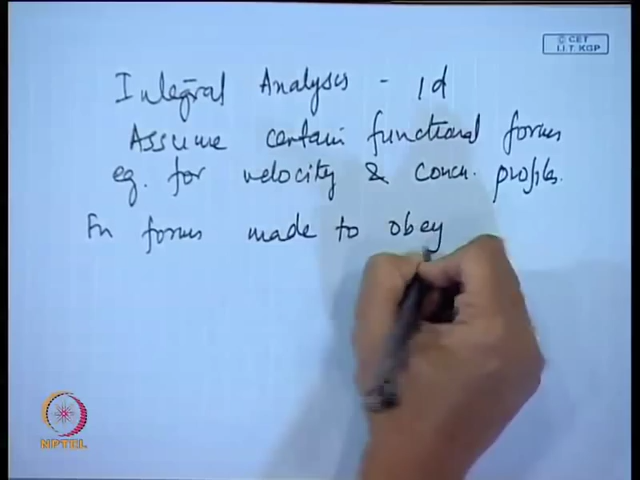 © CET
I.I.T KGP
Integral Analysis - 1d
Assume certain functional forms
eg. for velocity & concn. profiles.
Fn forms made to obey
NPTEL